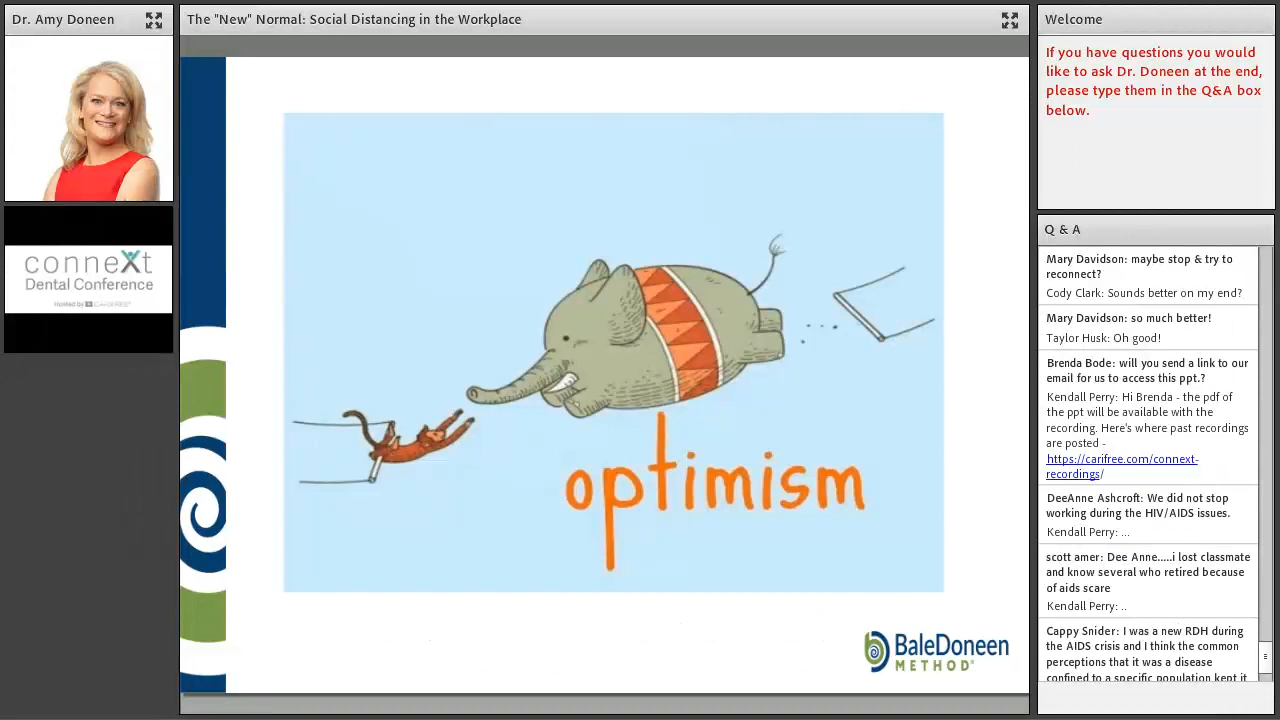 Dr. Amy Doneen
The "New" Normal: Social Distancing in the Workplace
Welcome
If you have questions you would
like to ask Dr. Doneen at the end,
please type them in the Q&A box
below.
conneXt
Dental Conference
Hosted by CARIFREE
optimism
BaleDoneen
METHOD®
Q & A
Mary Davidson: maybe stop & try to
reconnect?
Cody Clark: Sounds better on my end?
Mary Davidson: so much better!
Taylor Husk: Oh good!
Brenda Bode: will you send a link to our
email for us to access this ppt.?
Kendall Perry: Hi Brenda - the pdf of
the ppt will be available with the
recording. Here's where past recordings
are posted -
https://carifree.com/connext-
recordings/
DeeAnne Ashcroft: We did not stop
working during the HIV/AIDS issues.
Kendall Perry: ...
scott amer: Dee Anne.....i lost classmate
and know several who retired because
of aids scare
Kendall Perry: ..
Cappy Snider: I was a new RDH during
the AIDS crisis and I think the common
perceptions that it was a disease
confined to a specific population kept it